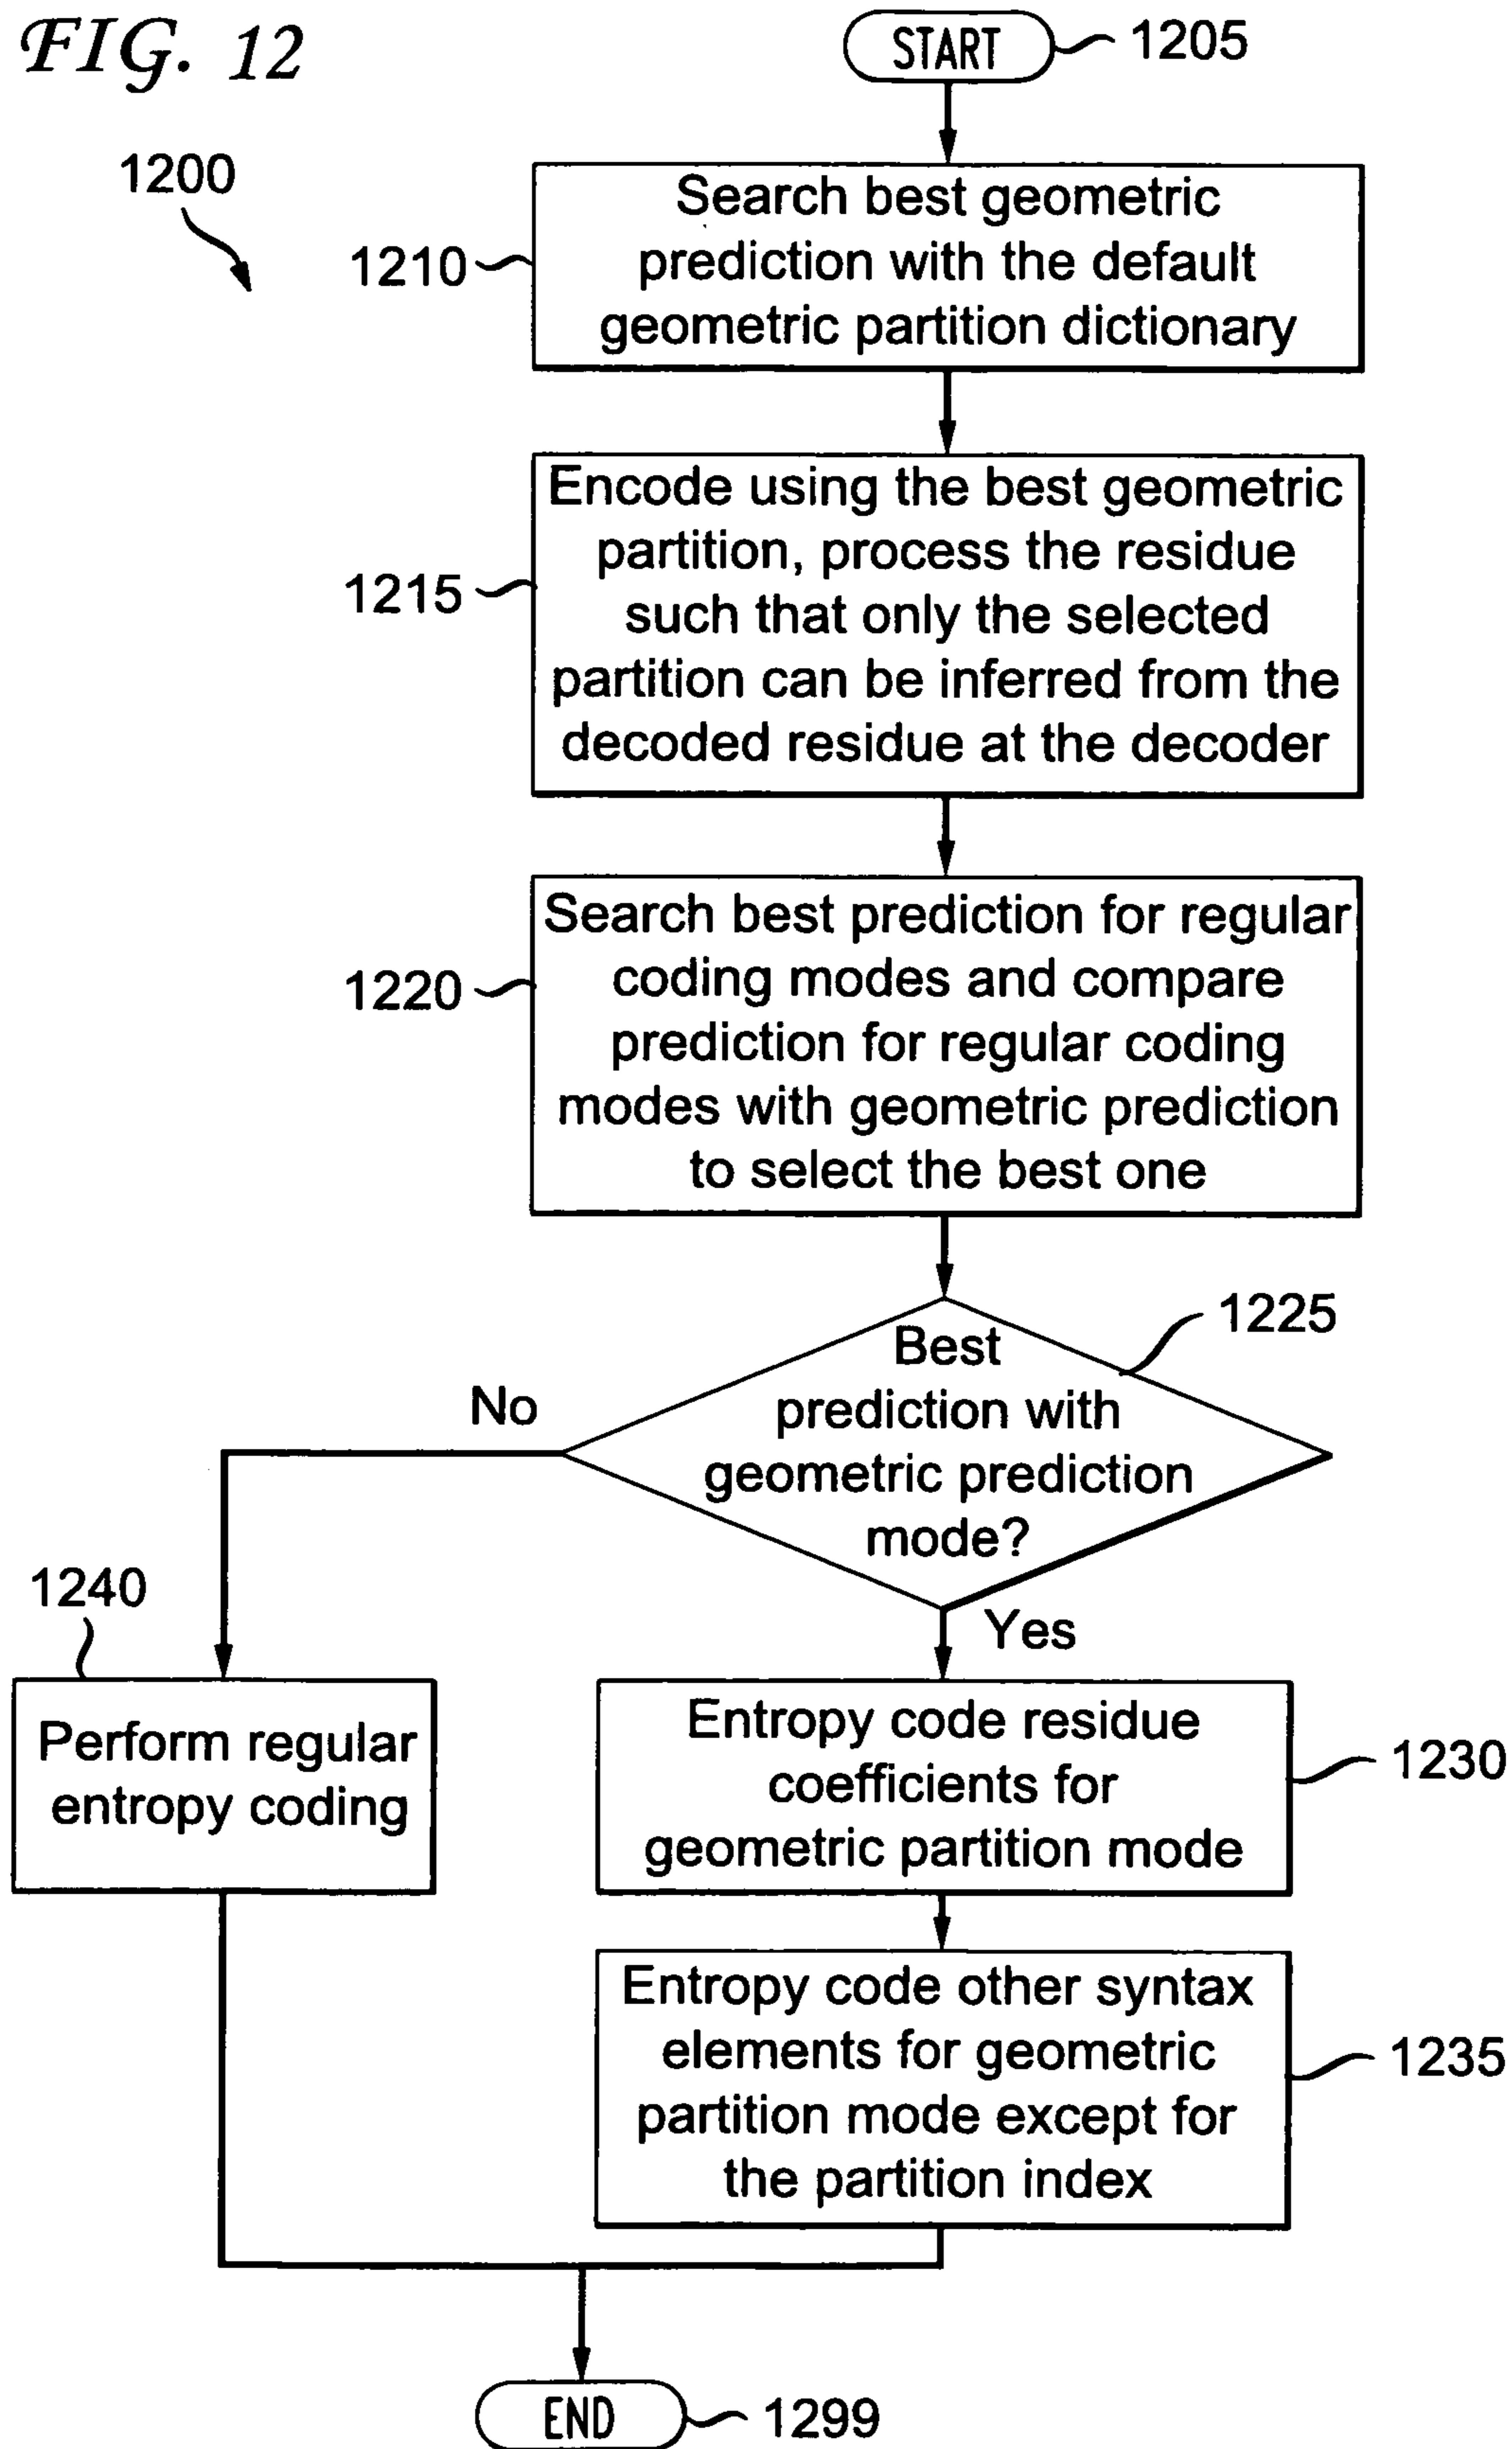 FIG. 12
START
1205
1200
1210
Search best geometric
prediction with the default
geometric partition dictionary
1215
Encode using the best geometric
partition, process the residue
such that only the selected
partition can be inferred from the
decoded residue at the decoder
1220
Search best prediction for regular
coding modes and compare
prediction for regular coding
modes with geometric prediction
to select the best one
1225
Best
prediction with
geometric prediction
mode?
No
Yes
1240
Perform regular
entropy coding
Entropy code residue
coefficients for
geometric partition mode
1230
Entropy code other syntax
elements for geometric
partition mode except for
the partition index
1235
END
1299